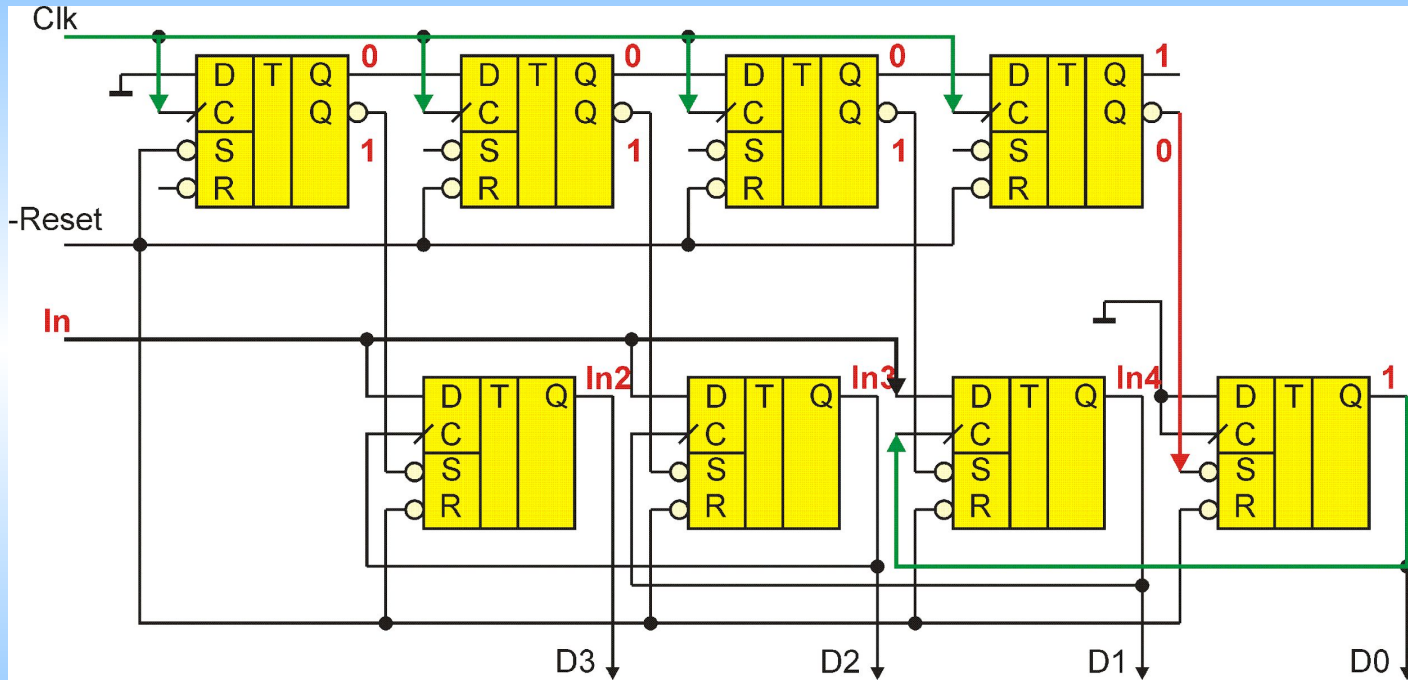 Clk
0 0 0 1
D T Q D T Q D T Q D T Q
C Q C Q C Q C Q
S 1 S 1 S 1 S 0
R R R R
-Reset
In
In2 In3 In4 1
D T Q D T Q D T Q D T Q
C C C C
S S S S
R R R R
D3 D2 D1 D0